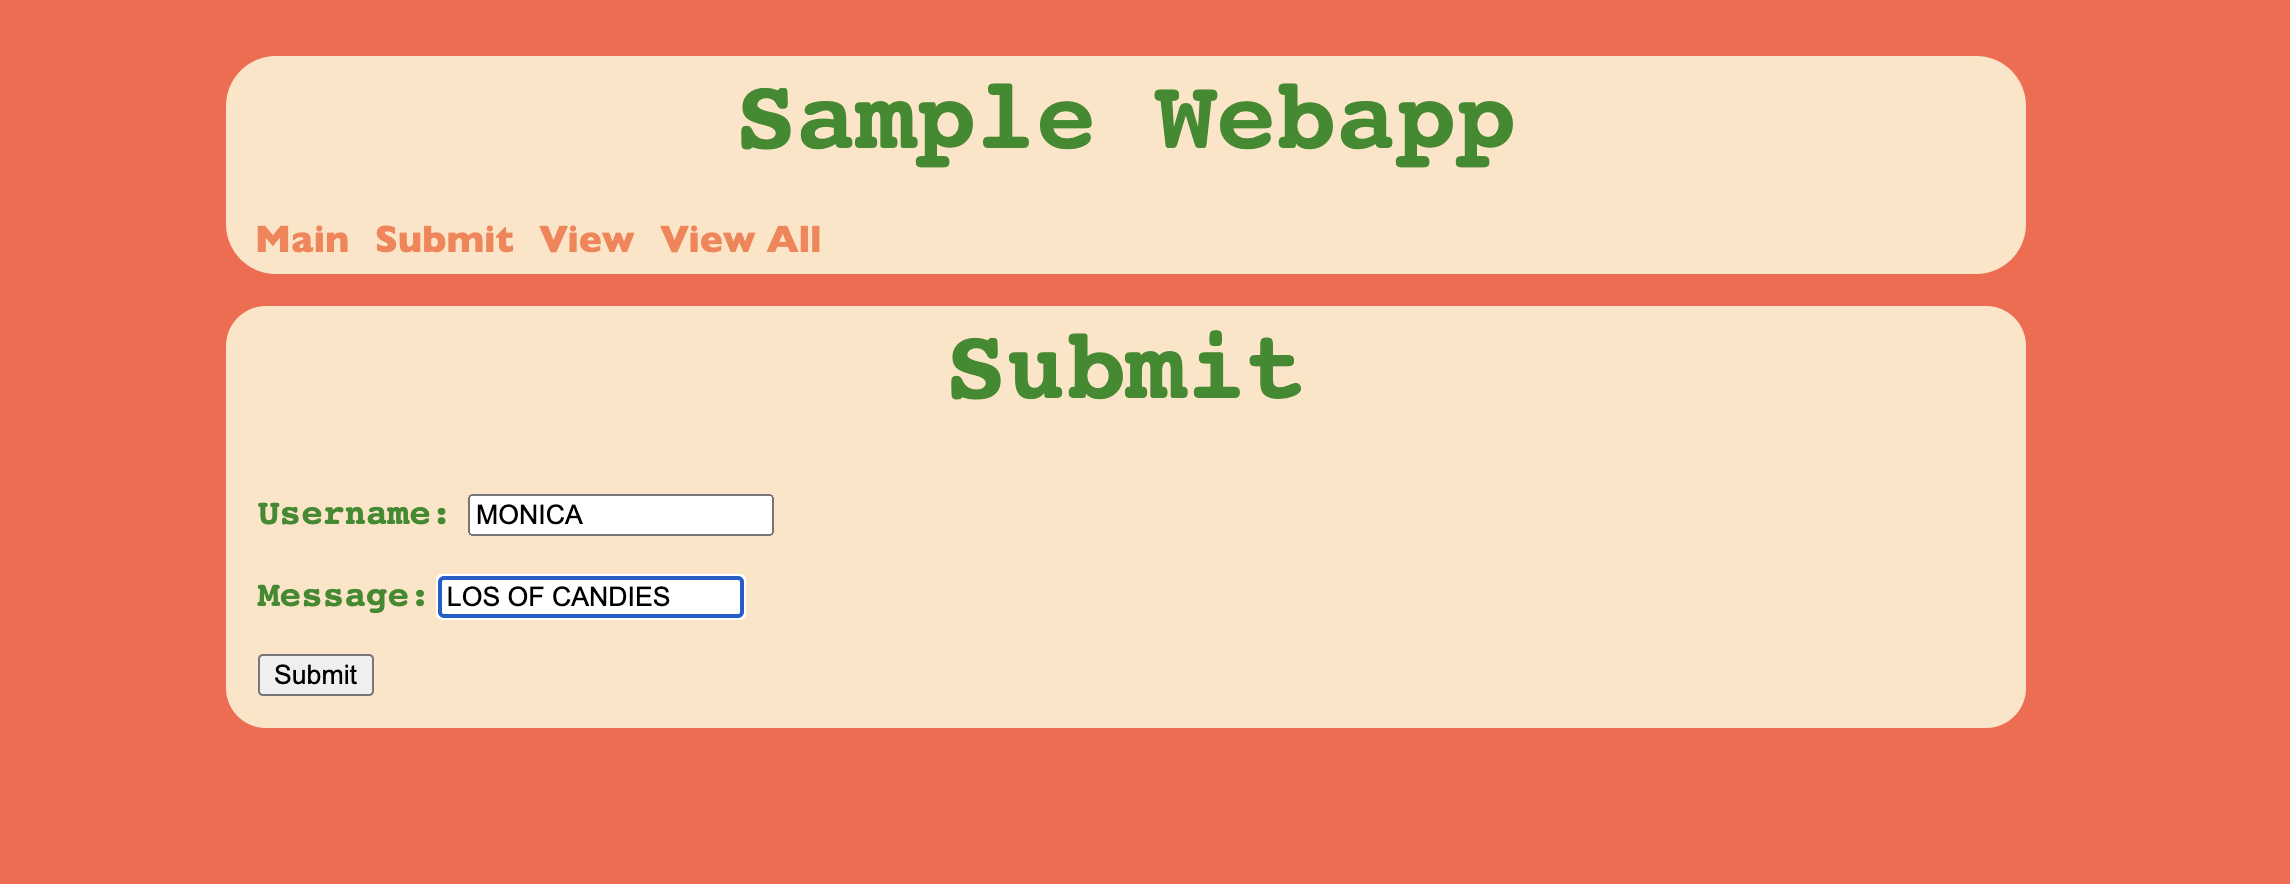 Sample Webapp
Main Submit View View All
Submit
Username: MONICA
Message: LOS OF CANDIES
Submit